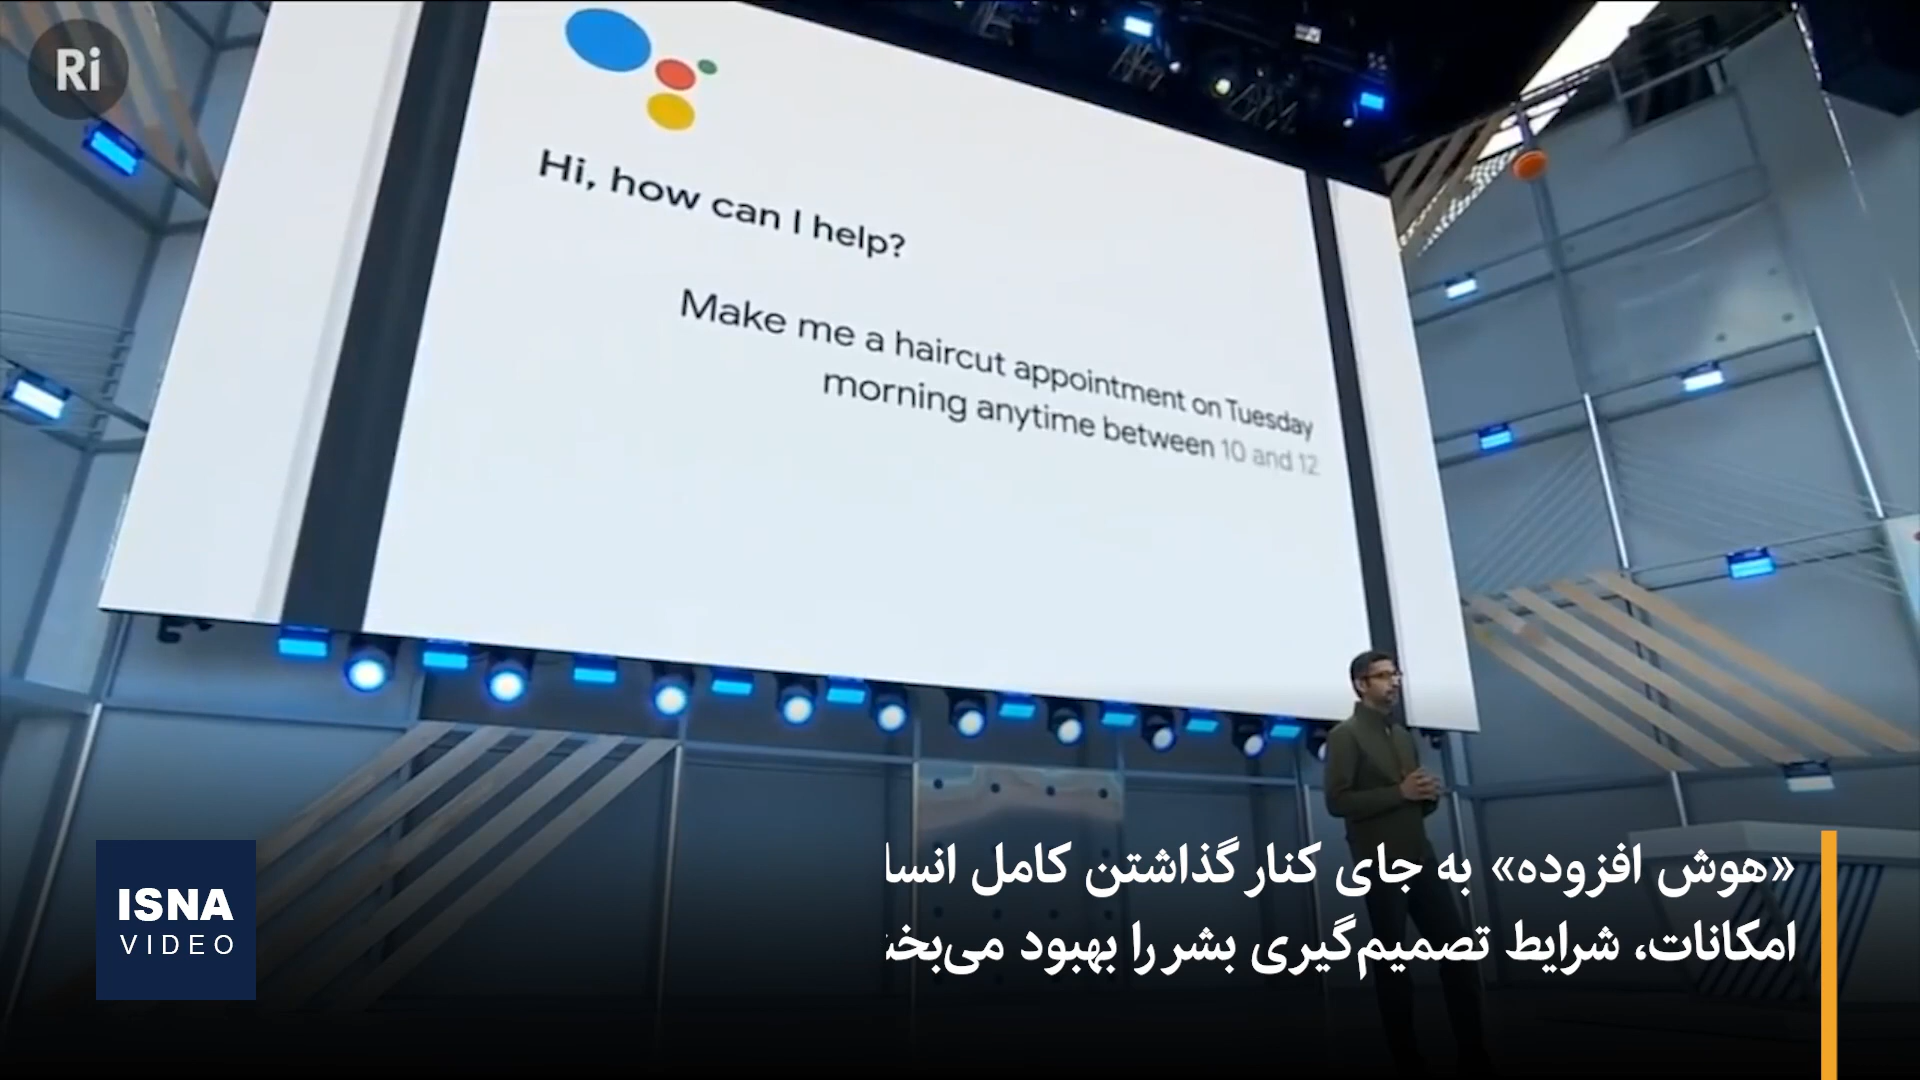 Ri
Hi, how can I help?
Make me a haircut appointment on Tuesday
morning anytime between 10 and 12
«هوش افزوده» به جای کنار گذاشتن کامل
امکانات، شرایط تصمیم‌گیری بشر را بهبود
ISNA
VIDEO